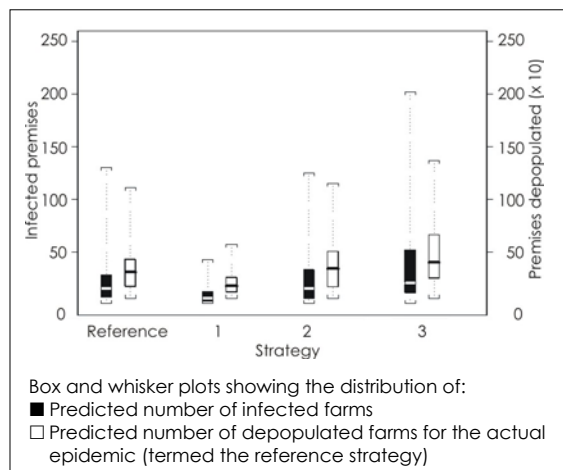 250
200
150
100
50
0
Infected premises
250
200
150
100
50
0
Premises depopulated (x 10)
Reference 1 2 3
Strategy
Box and whisker plots showing the distribution of:
Predicted number of infected farms
Predicted number of depopulated farms for the actual
epidemic (termed the reference strategy)